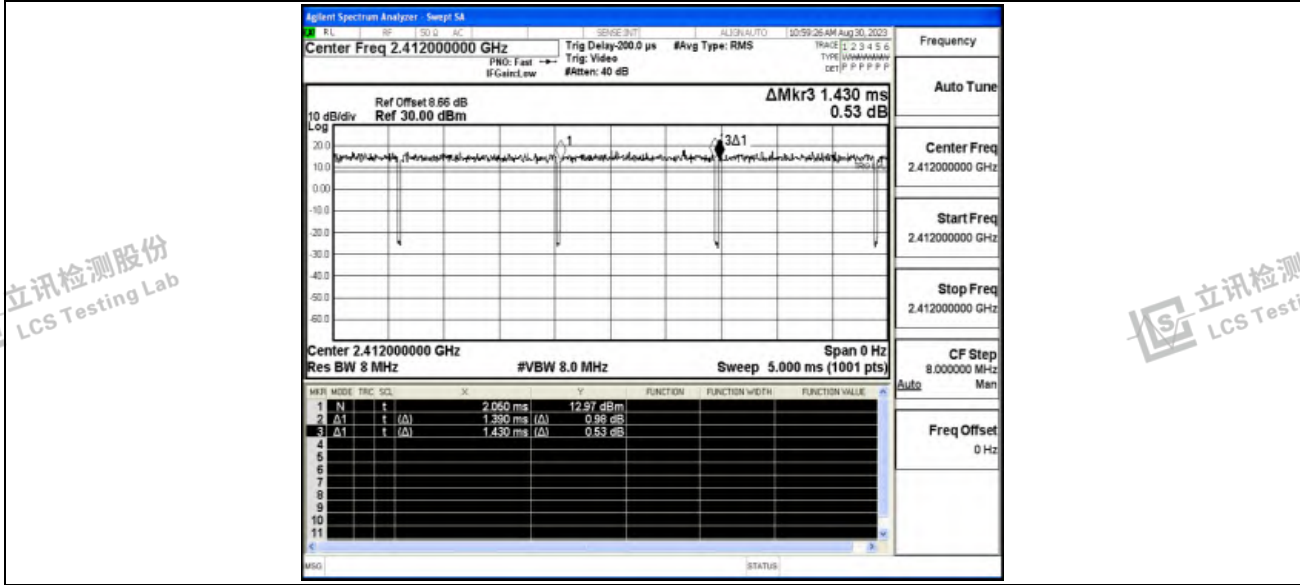 Agilent Spectrum Analyzer - Swept SA
RL RF 50 Ω AC SENSE:INT ALIGN AUTO 10:59:26 AM Aug 30, 2023
Center Freq 2.412000000 GHz
PNO: Fast
IFGain:Low
Trig Delay-200.0 µs
Trig: Video
#Atten: 40 dB
#Avg Type: RMS
TRACE 1 2 3 4 5 6
TYPE
DET P P P P P P
Frequency
Auto Tune
Center Freq
2.412000000 GHz
Start Freq
2.412000000 GHz
Stop Freq
2.412000000 GHz
CF Step
8.000000 MHz
Auto Man
Freq Offset
0 Hz
ΔMkr3 1.430 ms
0.53 dB
Ref Offset 8.66 dB
10 dB/div Ref 30.00 dBm
Log
20.0
10.0
0.00
-10.0
-20.0
-30.0
-40.0
-50.0
-60.0
1
3Δ1
Center 2.412000000 GHz Span 0 Hz
Res BW 8 MHz #VBW 8.0 MHz Sweep 5.000 ms (1001 pts)
MKR MODE TRC SCL X Y FUNCTION FUNCTION WIDTH FUNCTION VALUE
1 N t 2.050 ms 12.97 dBm
2 Δ1 t (Δ) 1.390 ms (Δ) 0.98 dB
3 Δ1 t (Δ) 1.430 ms (Δ) 0.53 dB
4
5
6
7
8
9
10
11
MSG STATUS
立讯检测股份
LCS Testing Lab
立讯检测
LCS Testi